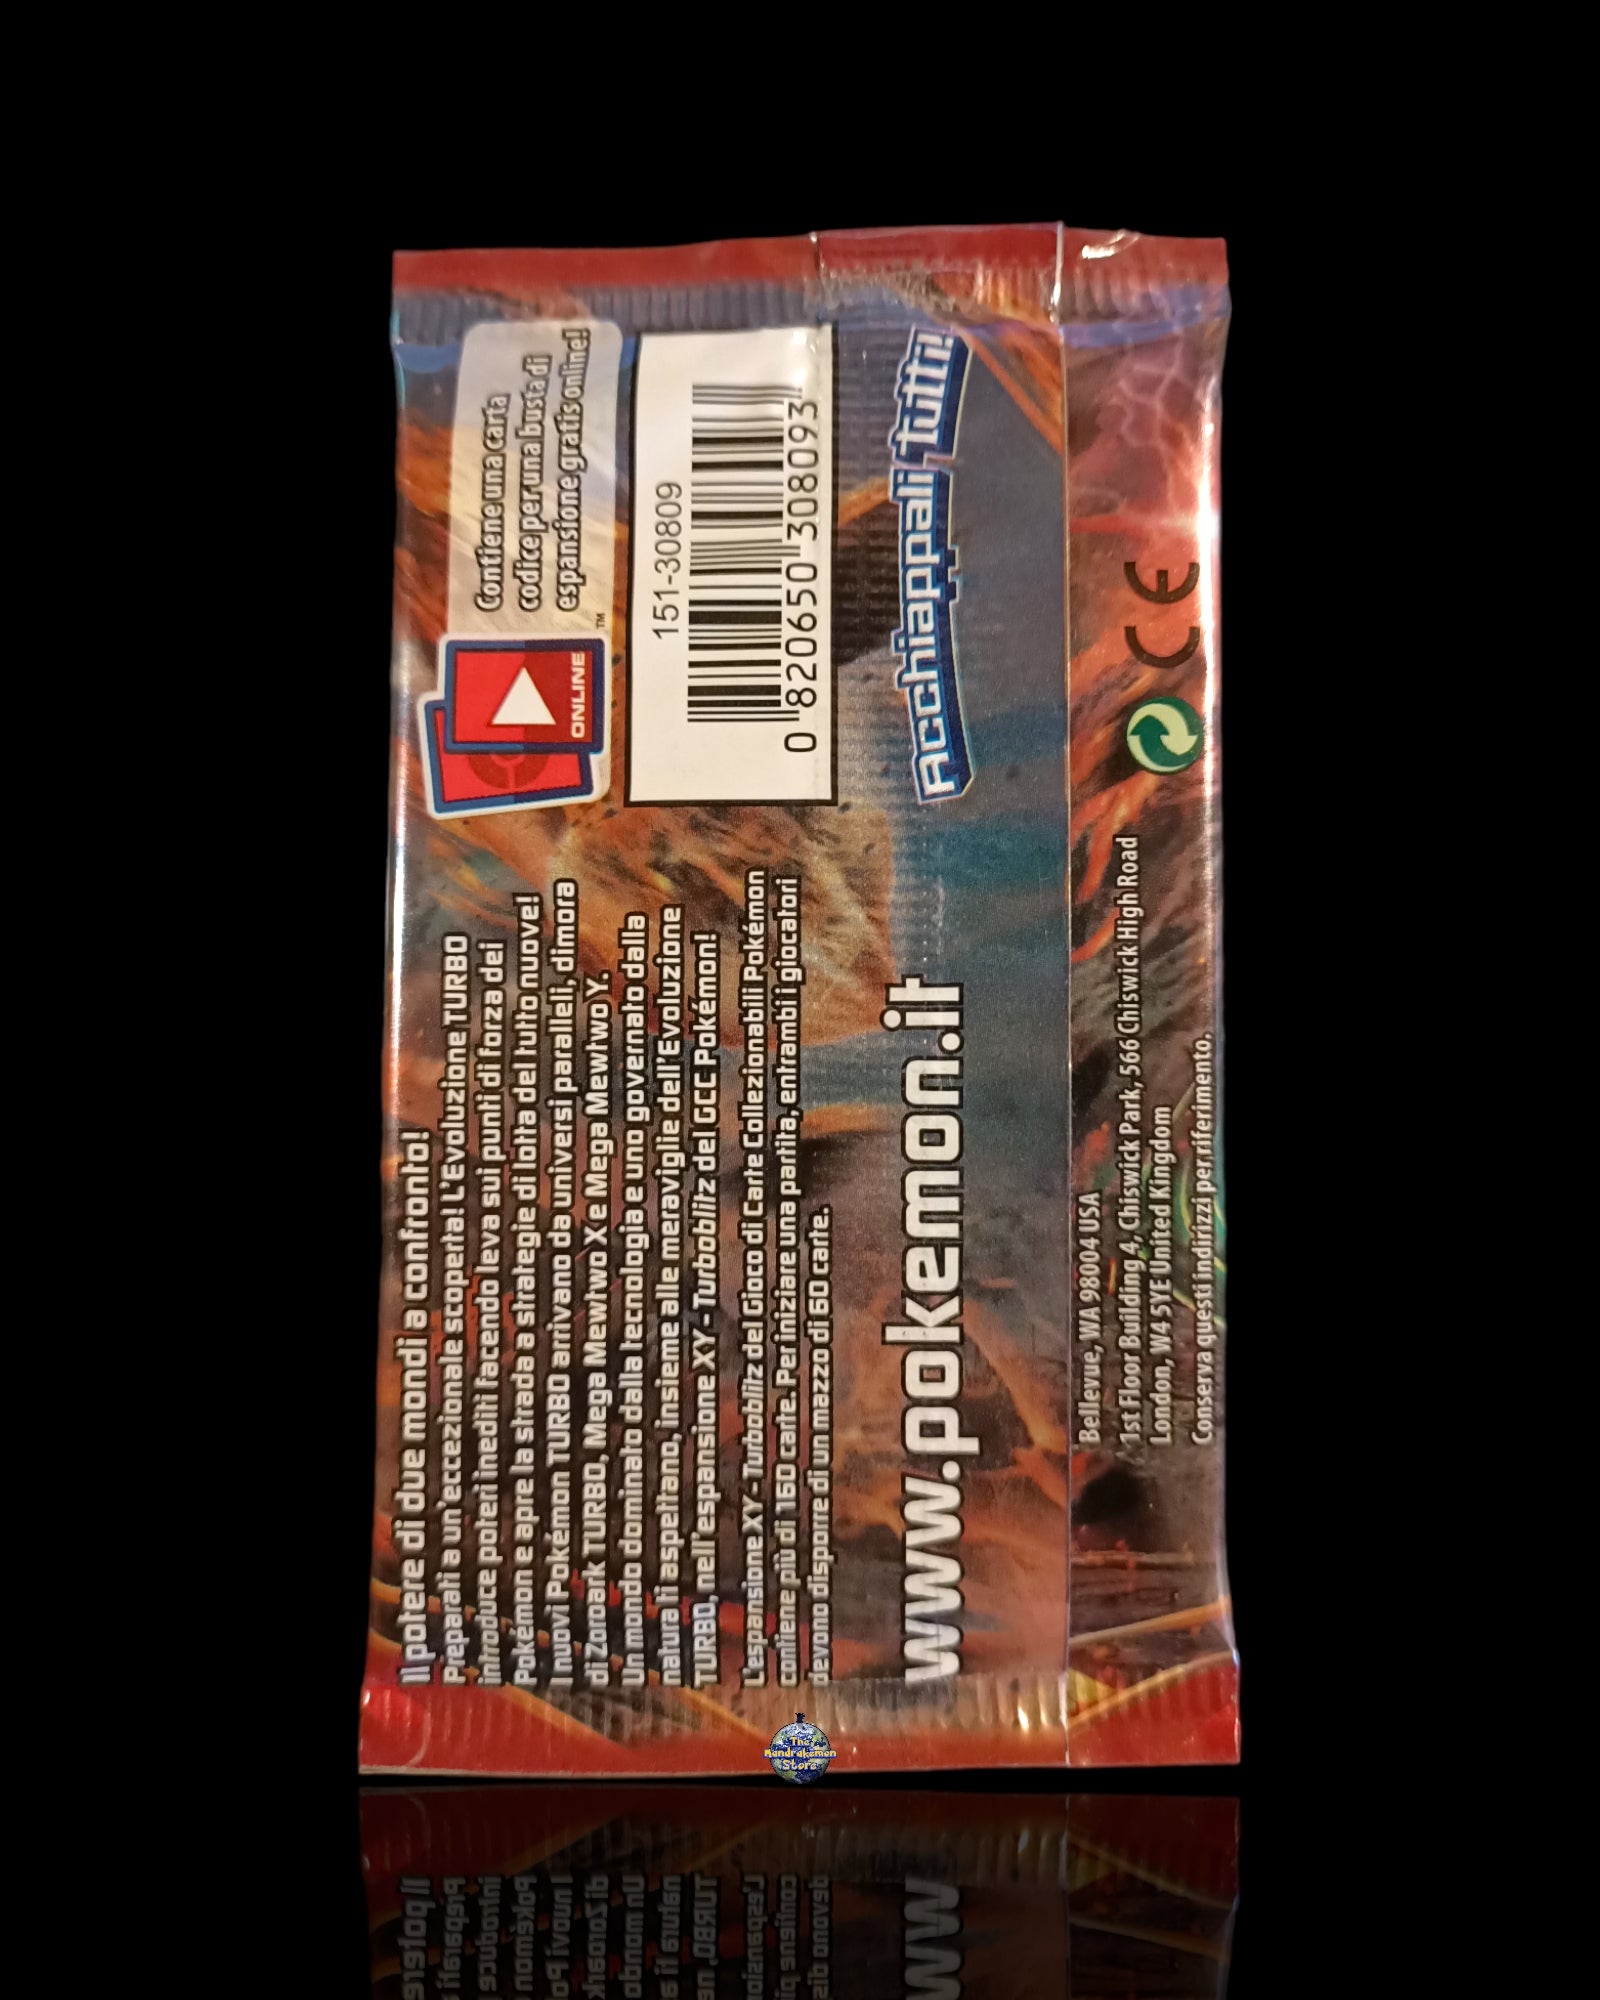 Il potere di due mondi a confronto!
Preparati a un'eccezionale scoperta! L'Evoluzione TURBO
introduce poteri inediti facendo leva sui punti di forza dei
Pokémon e apre la strada a strategie di lotta del tutto nuove!
I nuovi Pokémon TURBO arrivano da universi paralleli, dimora
di Zoroark TURBO, Mega Mewtwo X e Mega Mewtwo Y.
Un mondo dominato dalla tecnologia e uno governato dalla
natura ti aspettano, insieme alle meraviglie dell'Evoluzione
TURBO, nell'espansione XY - Turboblitz del GCC Pokémon!
L'espansione XY - Turboblitz del Gioco di Carte Collezionabili Pokémon
contiene più di 160 carte. Per iniziare una partita, entrambi i giocatori
devono disporre di un mazzo di 60 carte.
www.pokemon.it
ONLINE
TM
Contiene una carta
codice per una busta di
espansione gratis online!
151-30809
0 820650 308093
Acchiappali tutti!
Bellevue, WA 98004 USA
1st Floor Building 4, Chiswick Park, 566 Chiswick High Road
London, W4 5YE United Kingdom
Conserva questi indirizzi per riferimento.
CE
The
Mandrakemon
Store